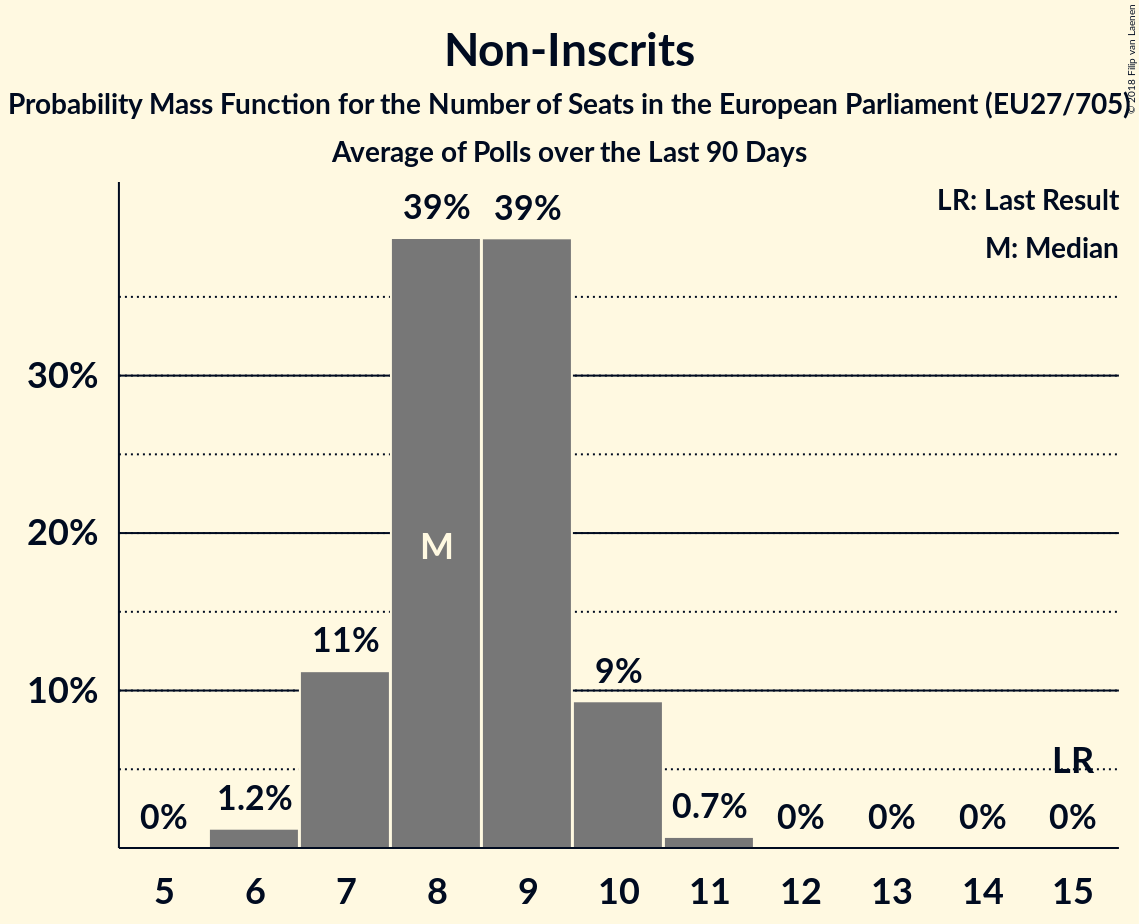 Non-Inscrits
Probability Mass Function for the Number of Seats in the European Parliament (EU27/705)
Average of Polls over the Last 90 Days
© 2018 Filip van Laenen
LR: Last Result
M: Median
39% 39%
30%
20%
M
11%
9%
10%
LR
0% 1.2% 0.7% 0% 0% 0% 0%
5 6 7 8 9 10 11 12 13 14 15